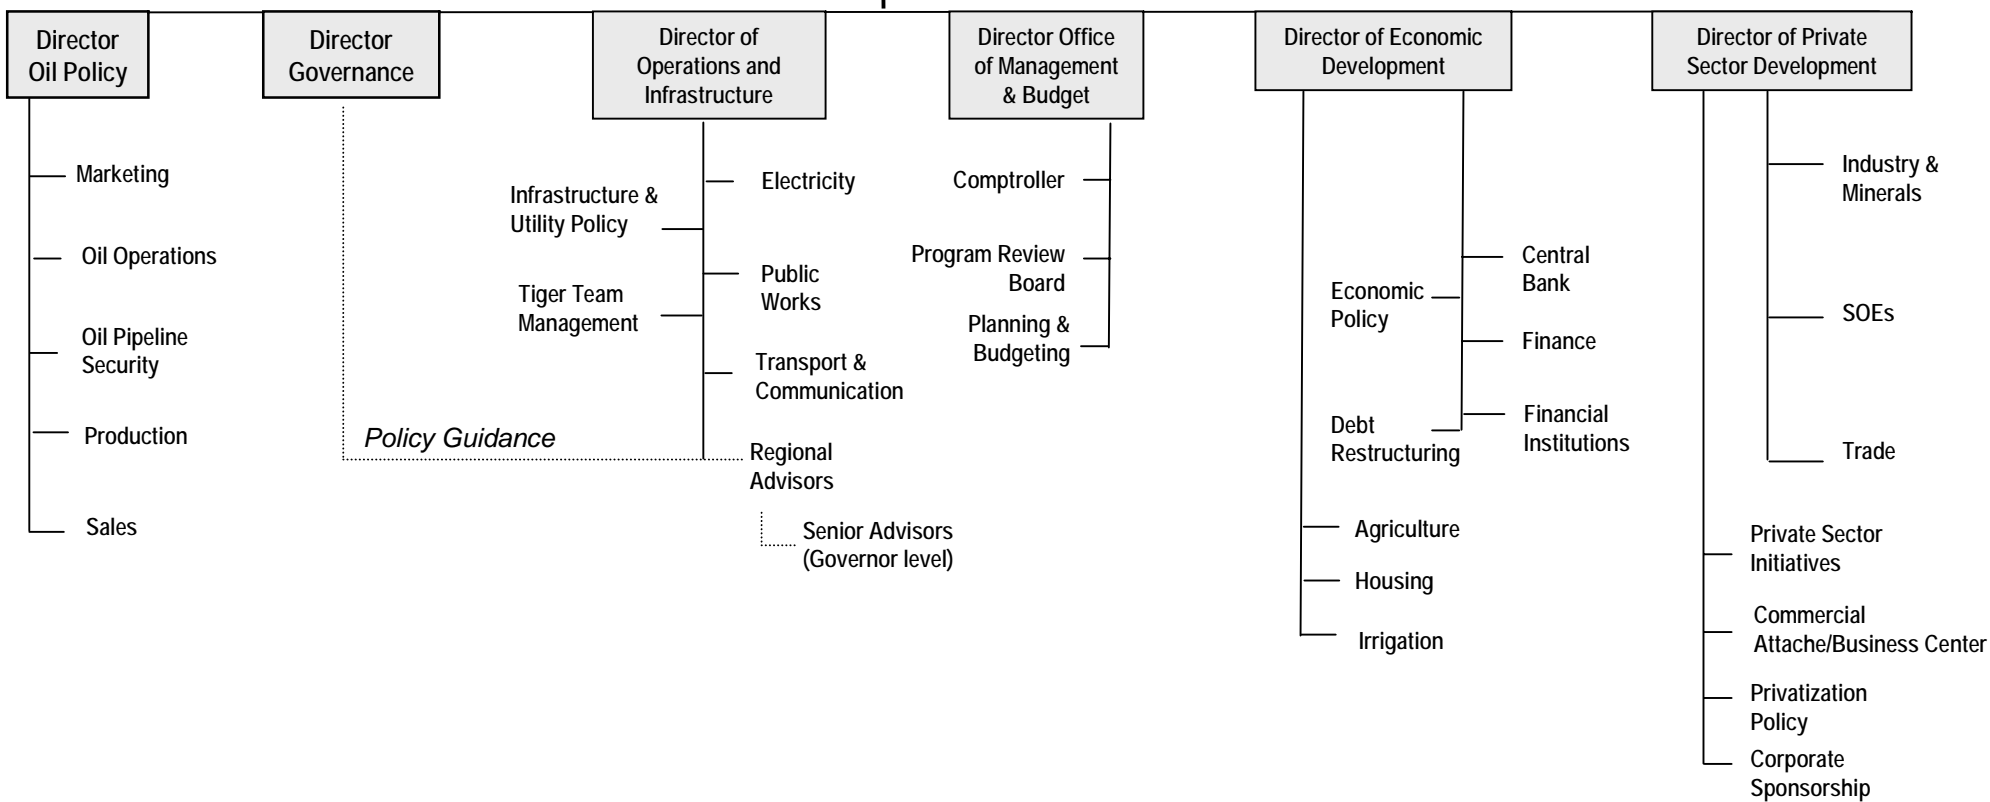 Director
Oil Policy
Director
Governance
Director of
Operations and
Infrastructure
Director Office
of Management
& Budget
Director of Economic
Development
Director of Private
Sector Development
Marketing
Oil Operations
Oil Pipeline
Security
Production
Sales
Policy Guidance
Infrastructure &
Utility Policy
Tiger Team
Management
Electricity
Public
Works
Transport &
Communication
Regional
Advisors
Senior Advisors
(Governor level)
Comptroller
Program Review
Board
Planning &
Budgeting
Economic
Policy
Debt
Restructuring
Central
Bank
Finance
Financial
Institutions
Agriculture
Housing
Irrigation
Industry &
Minerals
SOEs
Trade
Private Sector
Initiatives
Commercial
Attache/Business Center
Privatization
Policy
Corporate
Sponsorship